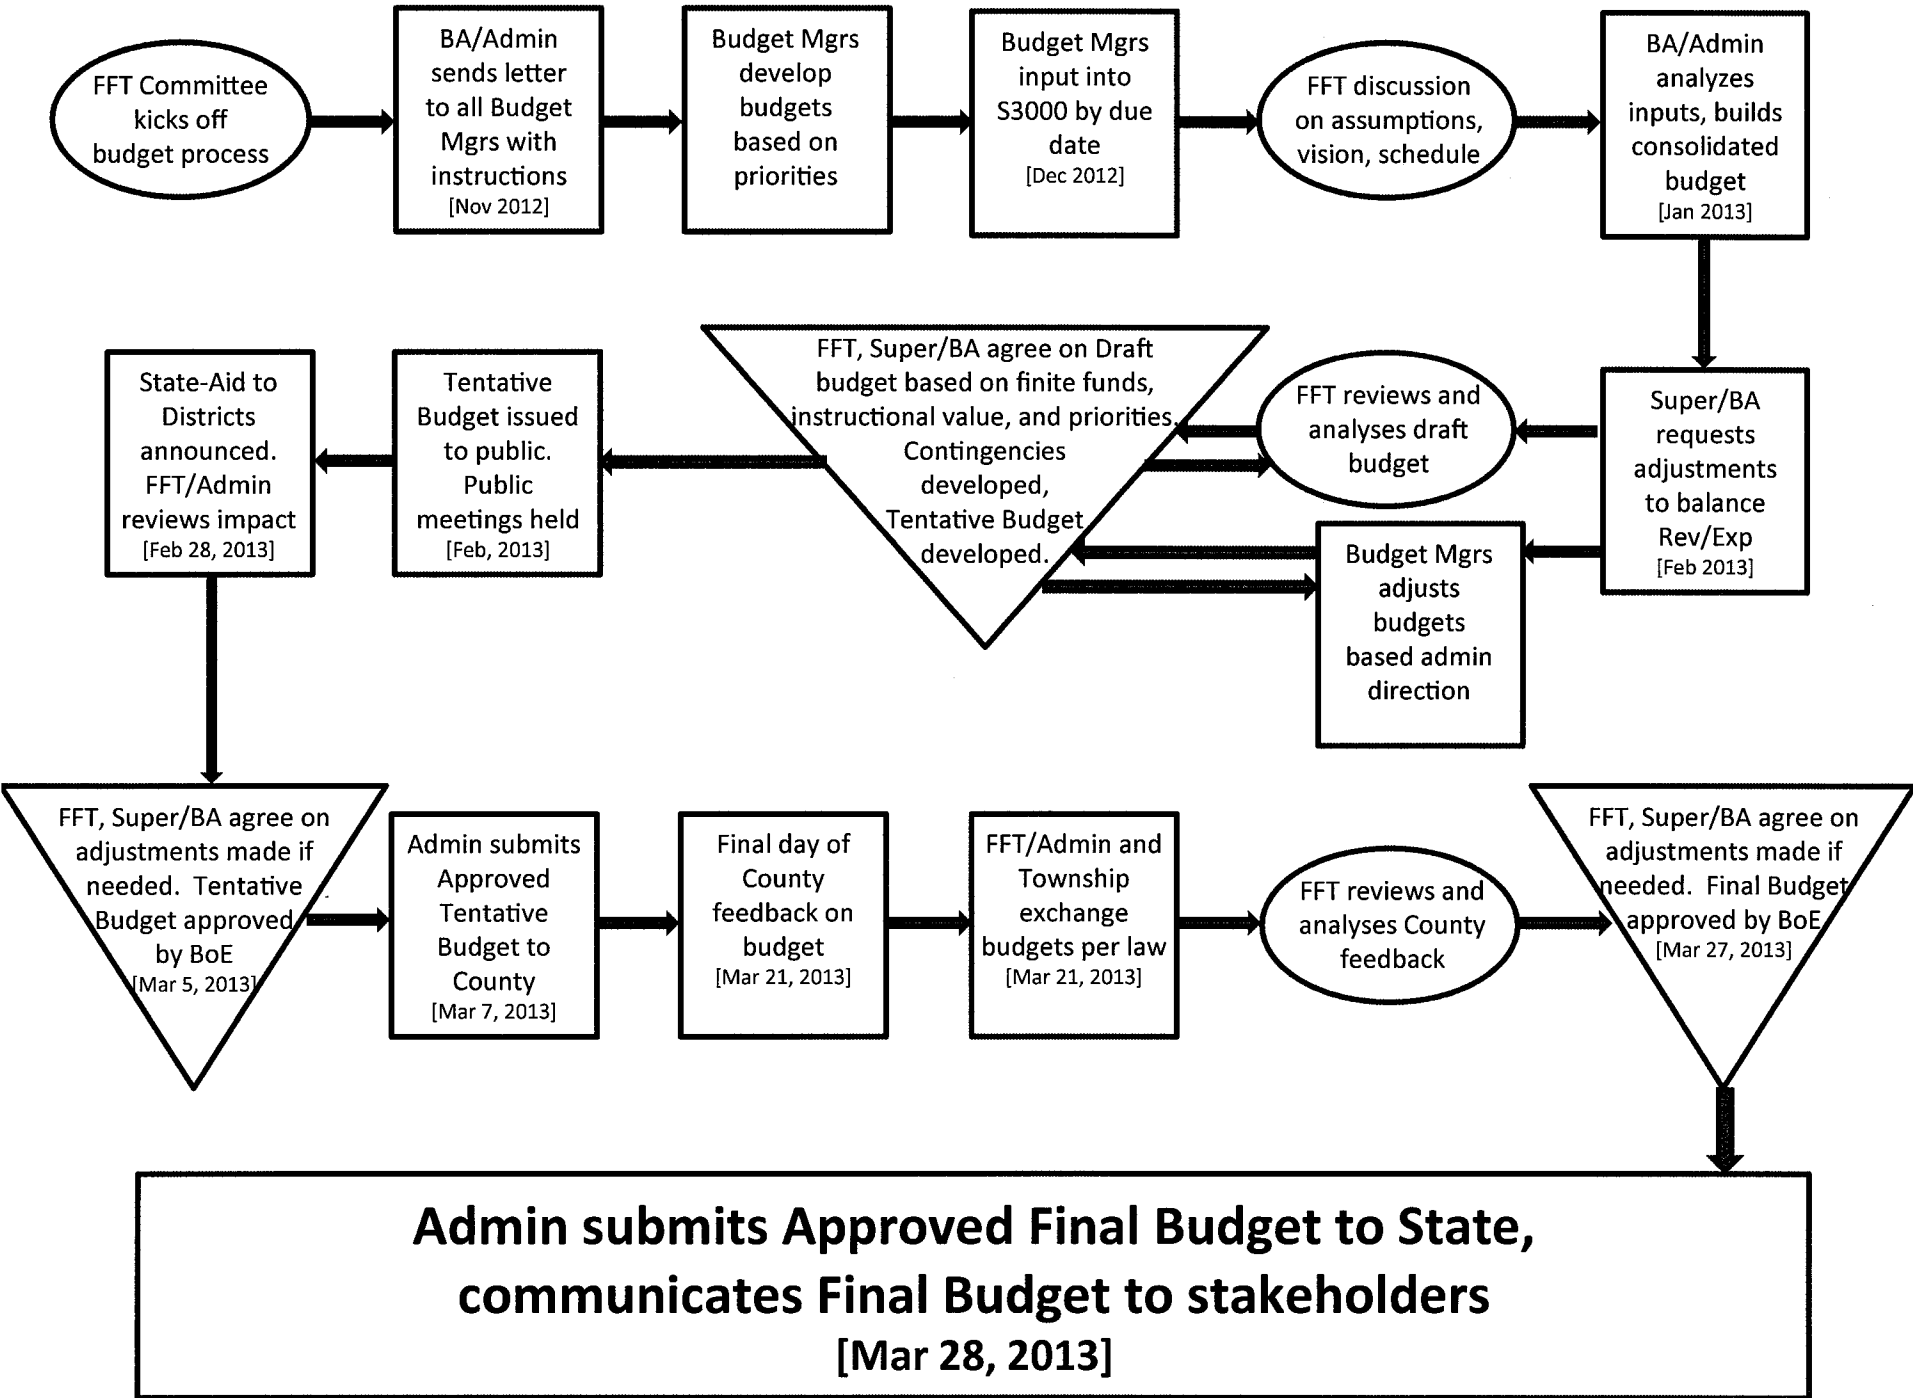 FFT Committee
kicks off
budget process
BA/Admin
sends letter
to all Budget
Mgrs with
instructions
[Nov 2012]
Budget Mgrs
develop
budgets
based on
priorities
Budget Mgrs
input into
S3000 by due
date
[Dec 2012]
FFT discussion
on assumptions,
vision, schedule
BA/Admin
analyzes
inputs, builds
consolidated
budget
[Jan 2013]
Super/BA
requests
adjustments
to balance
Rev/Exp
[Feb 2013]
FFT reviews and
analyses draft
budget
Budget Mgrs
adjusts
budgets
based admin
direction
FFT, Super/BA agree on Draft
budget based on finite funds,
instructional value, and priorities.
Contingencies
developed,
Tentative Budget
developed.
Tentative
Budget issued
to public.
Public
meetings held
[Feb, 2013]
State-Aid to
Districts
announced.
FFT/Admin
reviews impact
[Feb 28, 2013]
FFT, Super/BA agree on
adjustments made if
needed.  Tentative
Budget approved
by BoE
[Mar 5, 2013]
Admin submits
Approved
Tentative
Budget to
County
[Mar 7, 2013]
Final day of
County
feedback on
budget
[Mar 21, 2013]
FFT/Admin and
Township
exchange
budgets per law
[Mar 21, 2013]
FFT reviews and
analyses County
feedback
FFT, Super/BA agree on
adjustments made if
needed.  Final Budget
approved by BoE
[Mar 27, 2013]
Admin submits Approved Final Budget to State,
communicates Final Budget to stakeholders
[Mar 28, 2013]